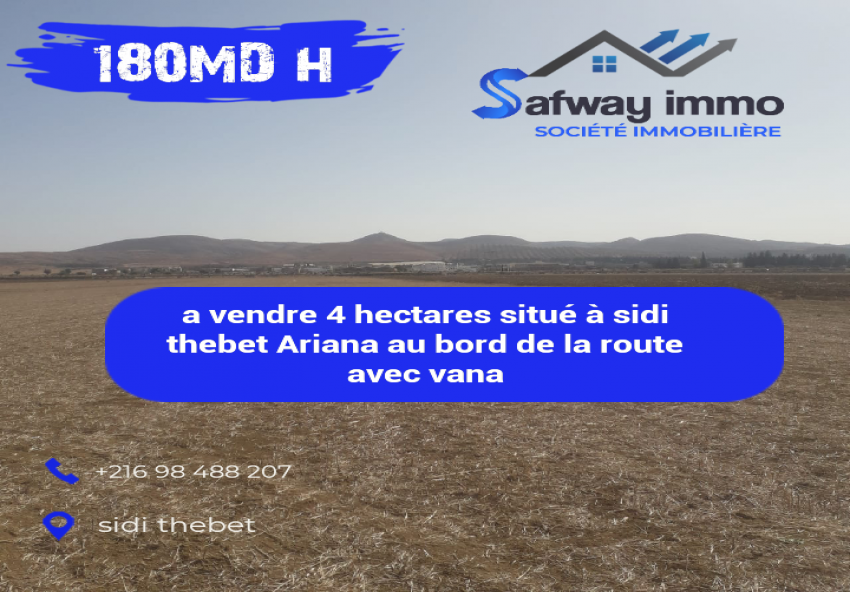 180MD H
Safway immo
SOCIÉTÉ IMMOBILIÈRE
a vendre 4 hectares situé à sidi
thebet Ariana au bord de la route
avec vana
+216 98 488 207
sidi thebet